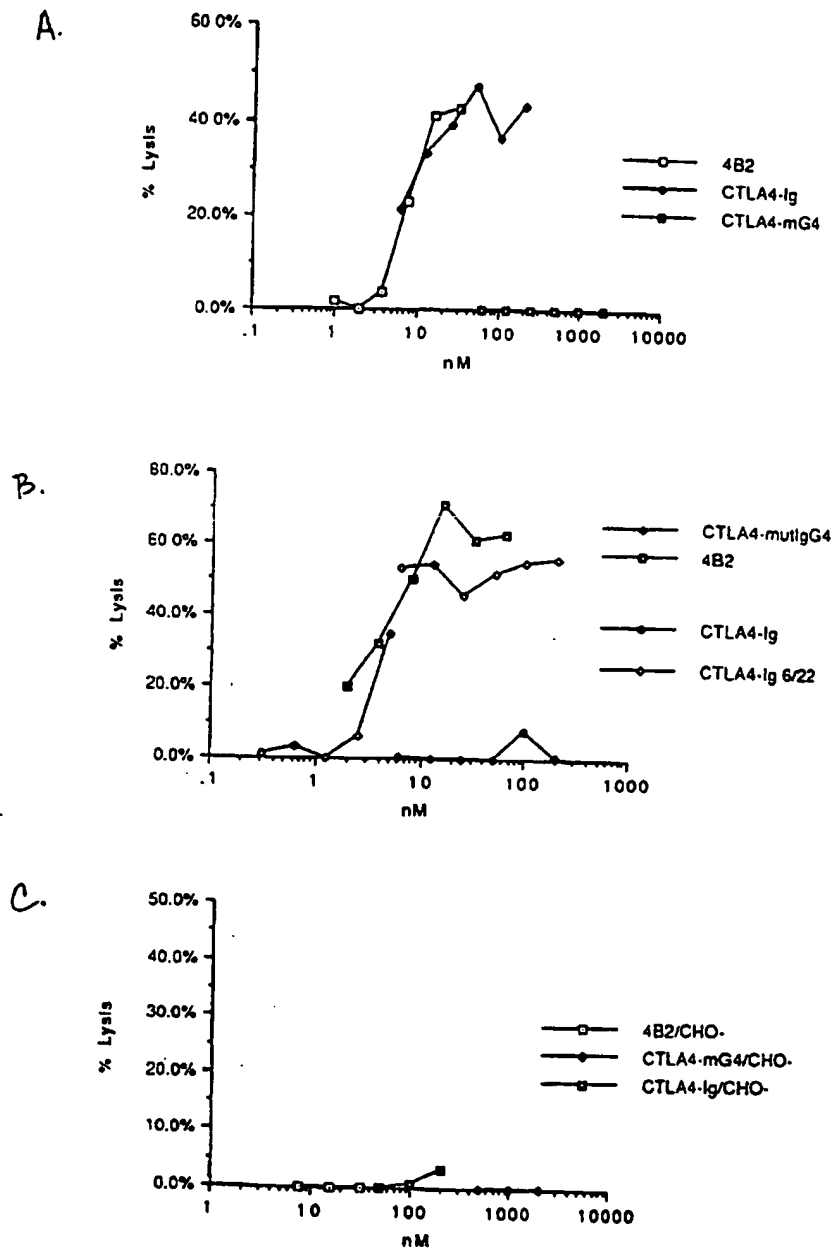 A.
60 0%
40 0%
20.0%
0.0%
% Lysis
.1 1 10 100 1000 10000
nM
4B2
CTLA4-Ig
CTLA4-mG4
B.
80.0%
60 0%
40.0%
20.0%
0.0%
% Lysis
.1 1 10 100 1000
nM
CTLA4-mutIgG4
4B2
CTLA4-Ig
CTLA4-Ig 6/22
C.
50.0%
40.0%
30.0%
20.0%
10.0%
0.0%
% Lysis
1 10 100 1000 10000
nM
4B2/CHO-
CTLA4-mG4/CHO-
CTLA4-Ig/CHO-